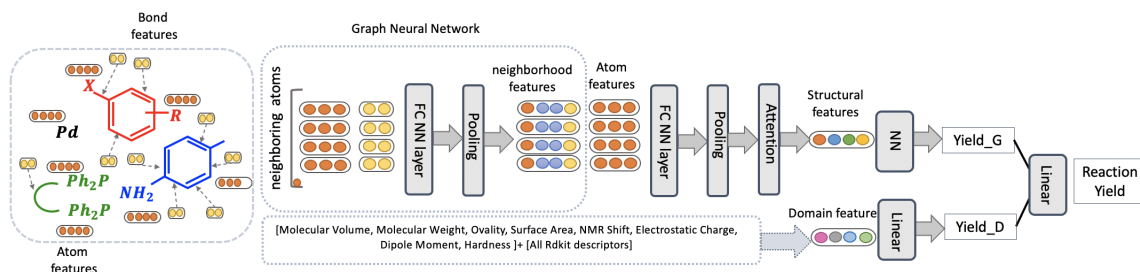 Bond
features
X
R
Pd
Ph2P
Ph2P
NH2
Atom
features
Graph Neural Network
neighboring atoms
FC NN layer
Pooling
neighborhood
features
Atom
features
FC NN layer
Pooling
Attention
Structural
features
NN
Yield_G
Linear
Reaction
Yield
[Molecular Volume, Molecular Weight, Ovality, Surface Area, NMR Shift, Electrostatic Charge,
Dipole Moment, Hardness ]+ [All Rdkit descriptors]
Domain feature
Linear
Yield_D